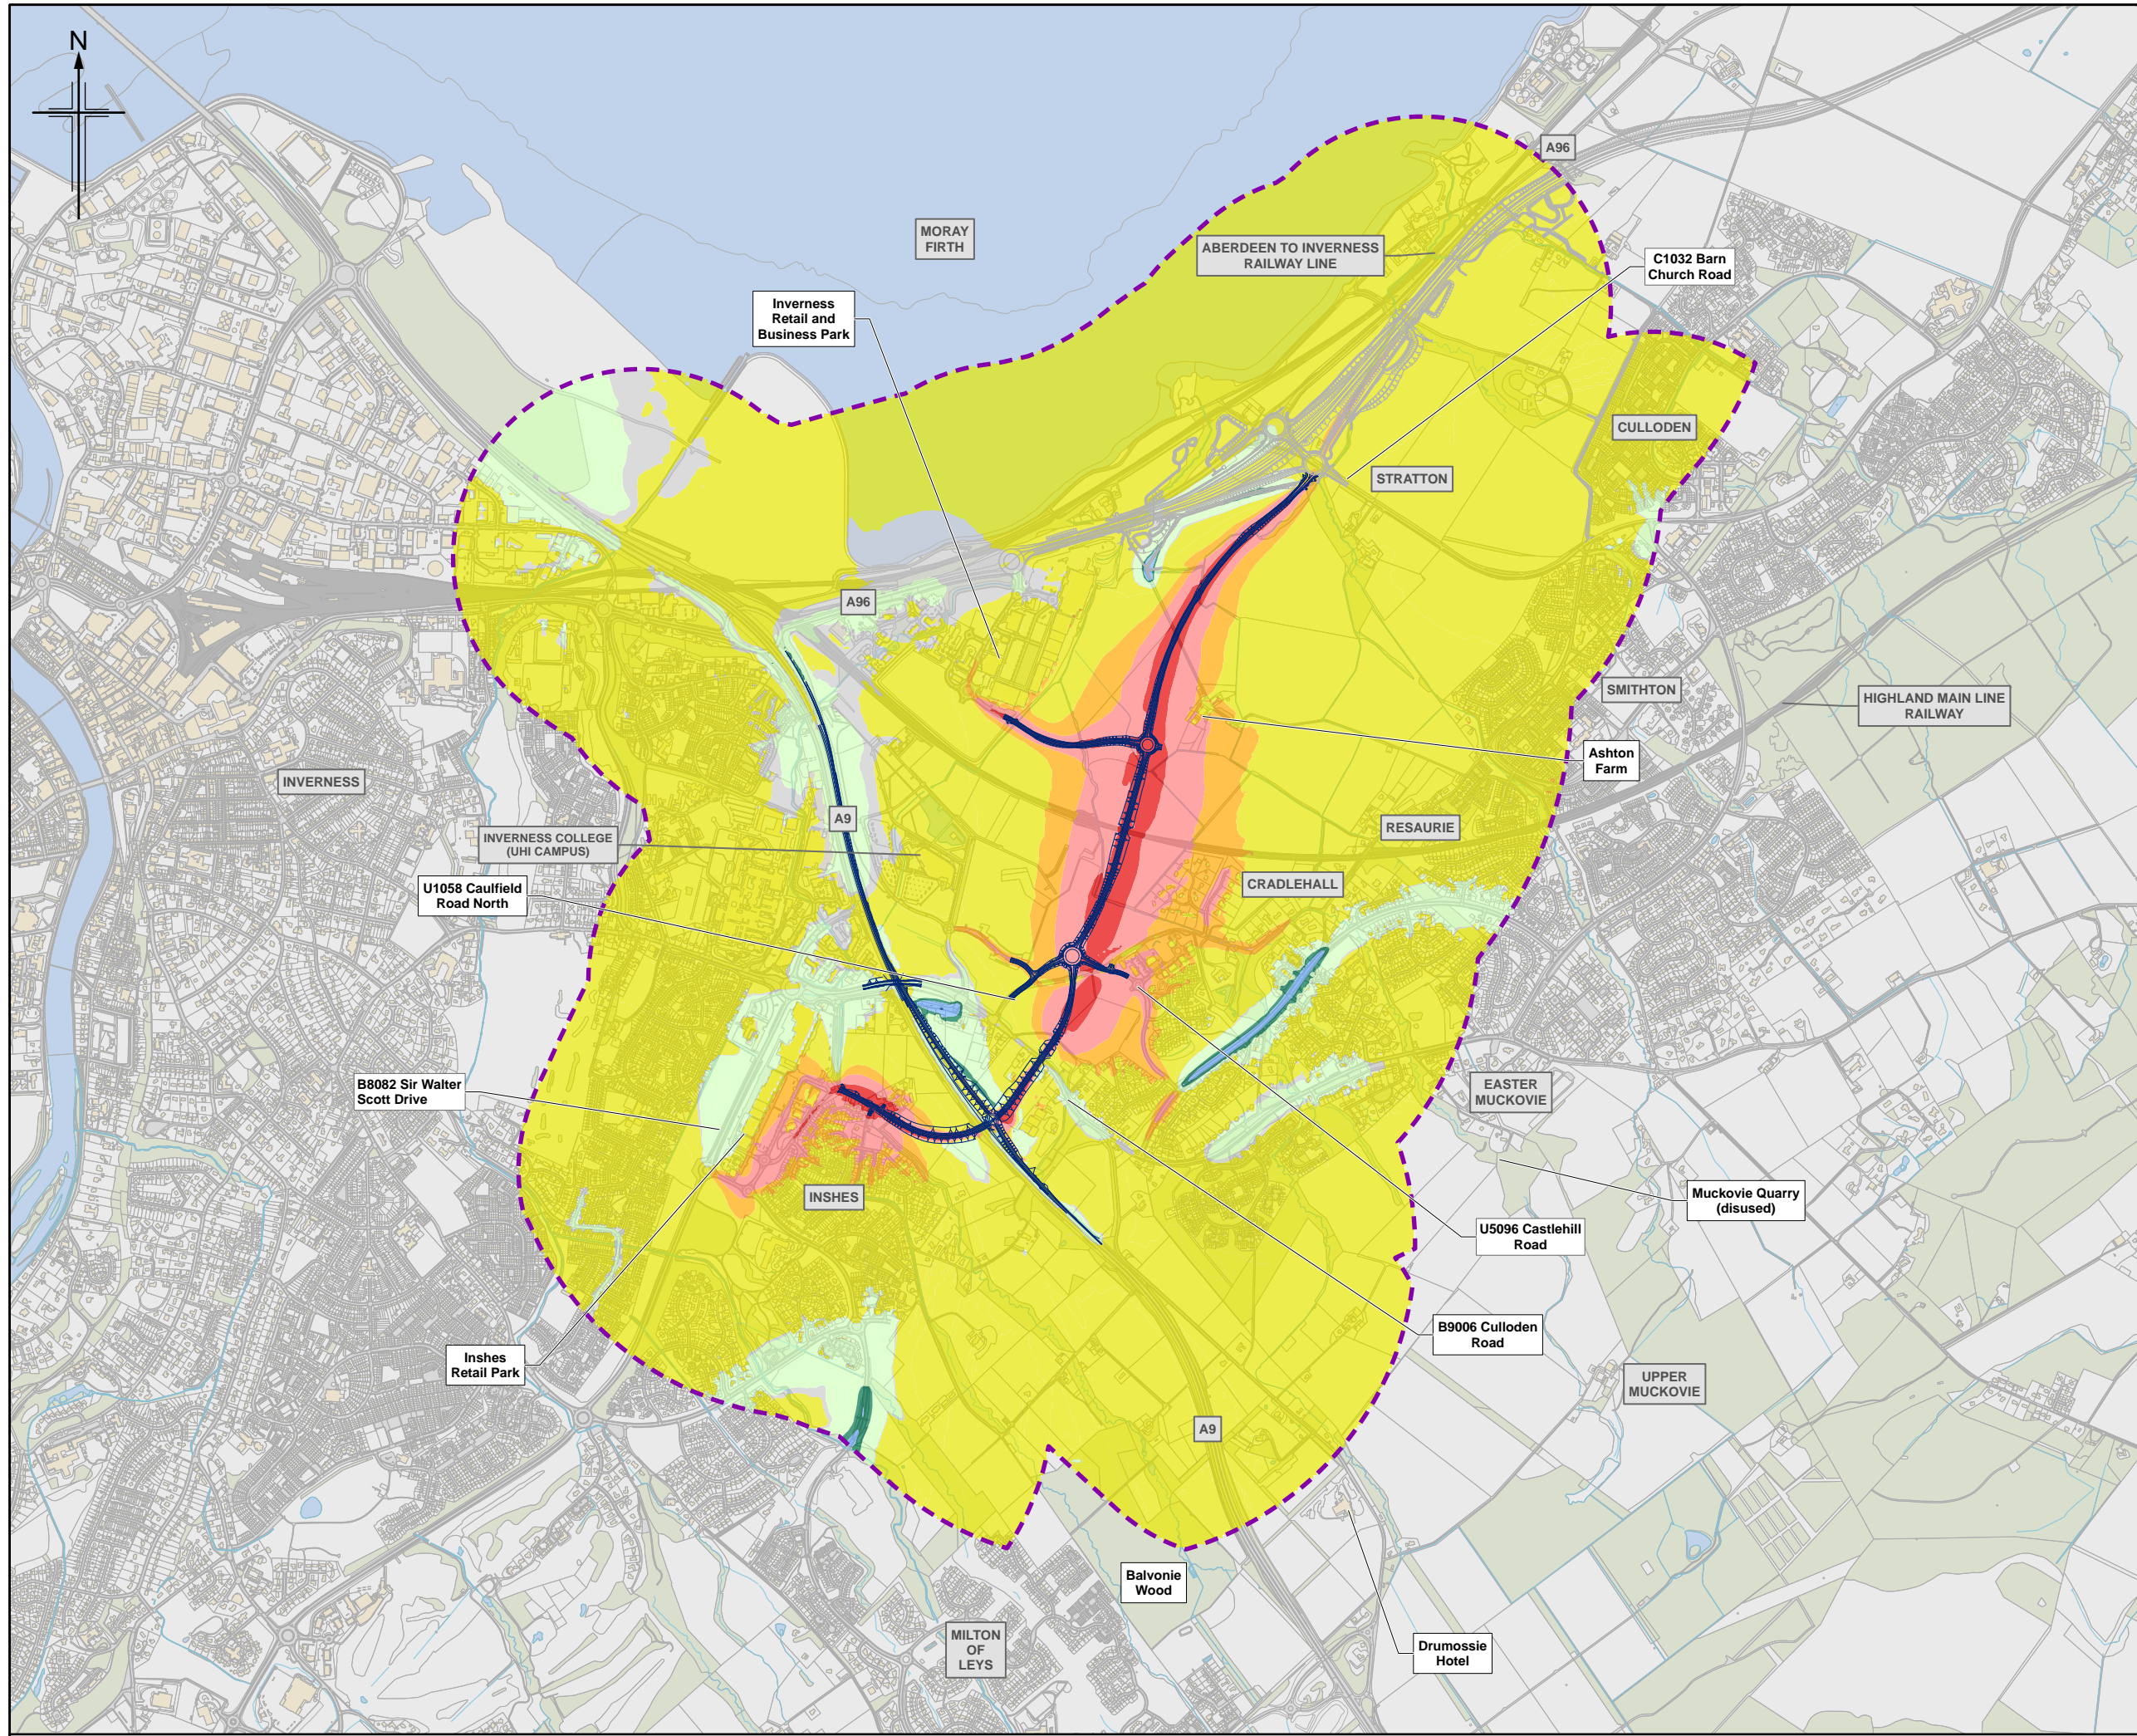 N
A96
MORAY
FIRTH
ABERDEEN TO INVERNESS
RAILWAY LINE
C1032 Barn
Church Road
Inverness
Retail and
Business Park
CULLODEN
STRATTON
A96
SMITHTON
HIGHLAND MAIN LINE
RAILWAY
Ashton
Farm
INVERNESS
A9
RESAURIE
INVERNESS COLLEGE
(UHI CAMPUS)
CRADLEHALL
U1058 Caulfield
Road North
B8082 Sir Walter
Scott Drive
EASTER
MUCKOVIE
INSHES
Muckovie Quarry
(disused)
U5096 Castlehill
Road
B9006 Culloden
Road
Inshes
Retail Park
UPPER
MUCKOVIE
A9
Balvonie
Wood
MILTON
OF
LEYS
Drumossie
Hotel